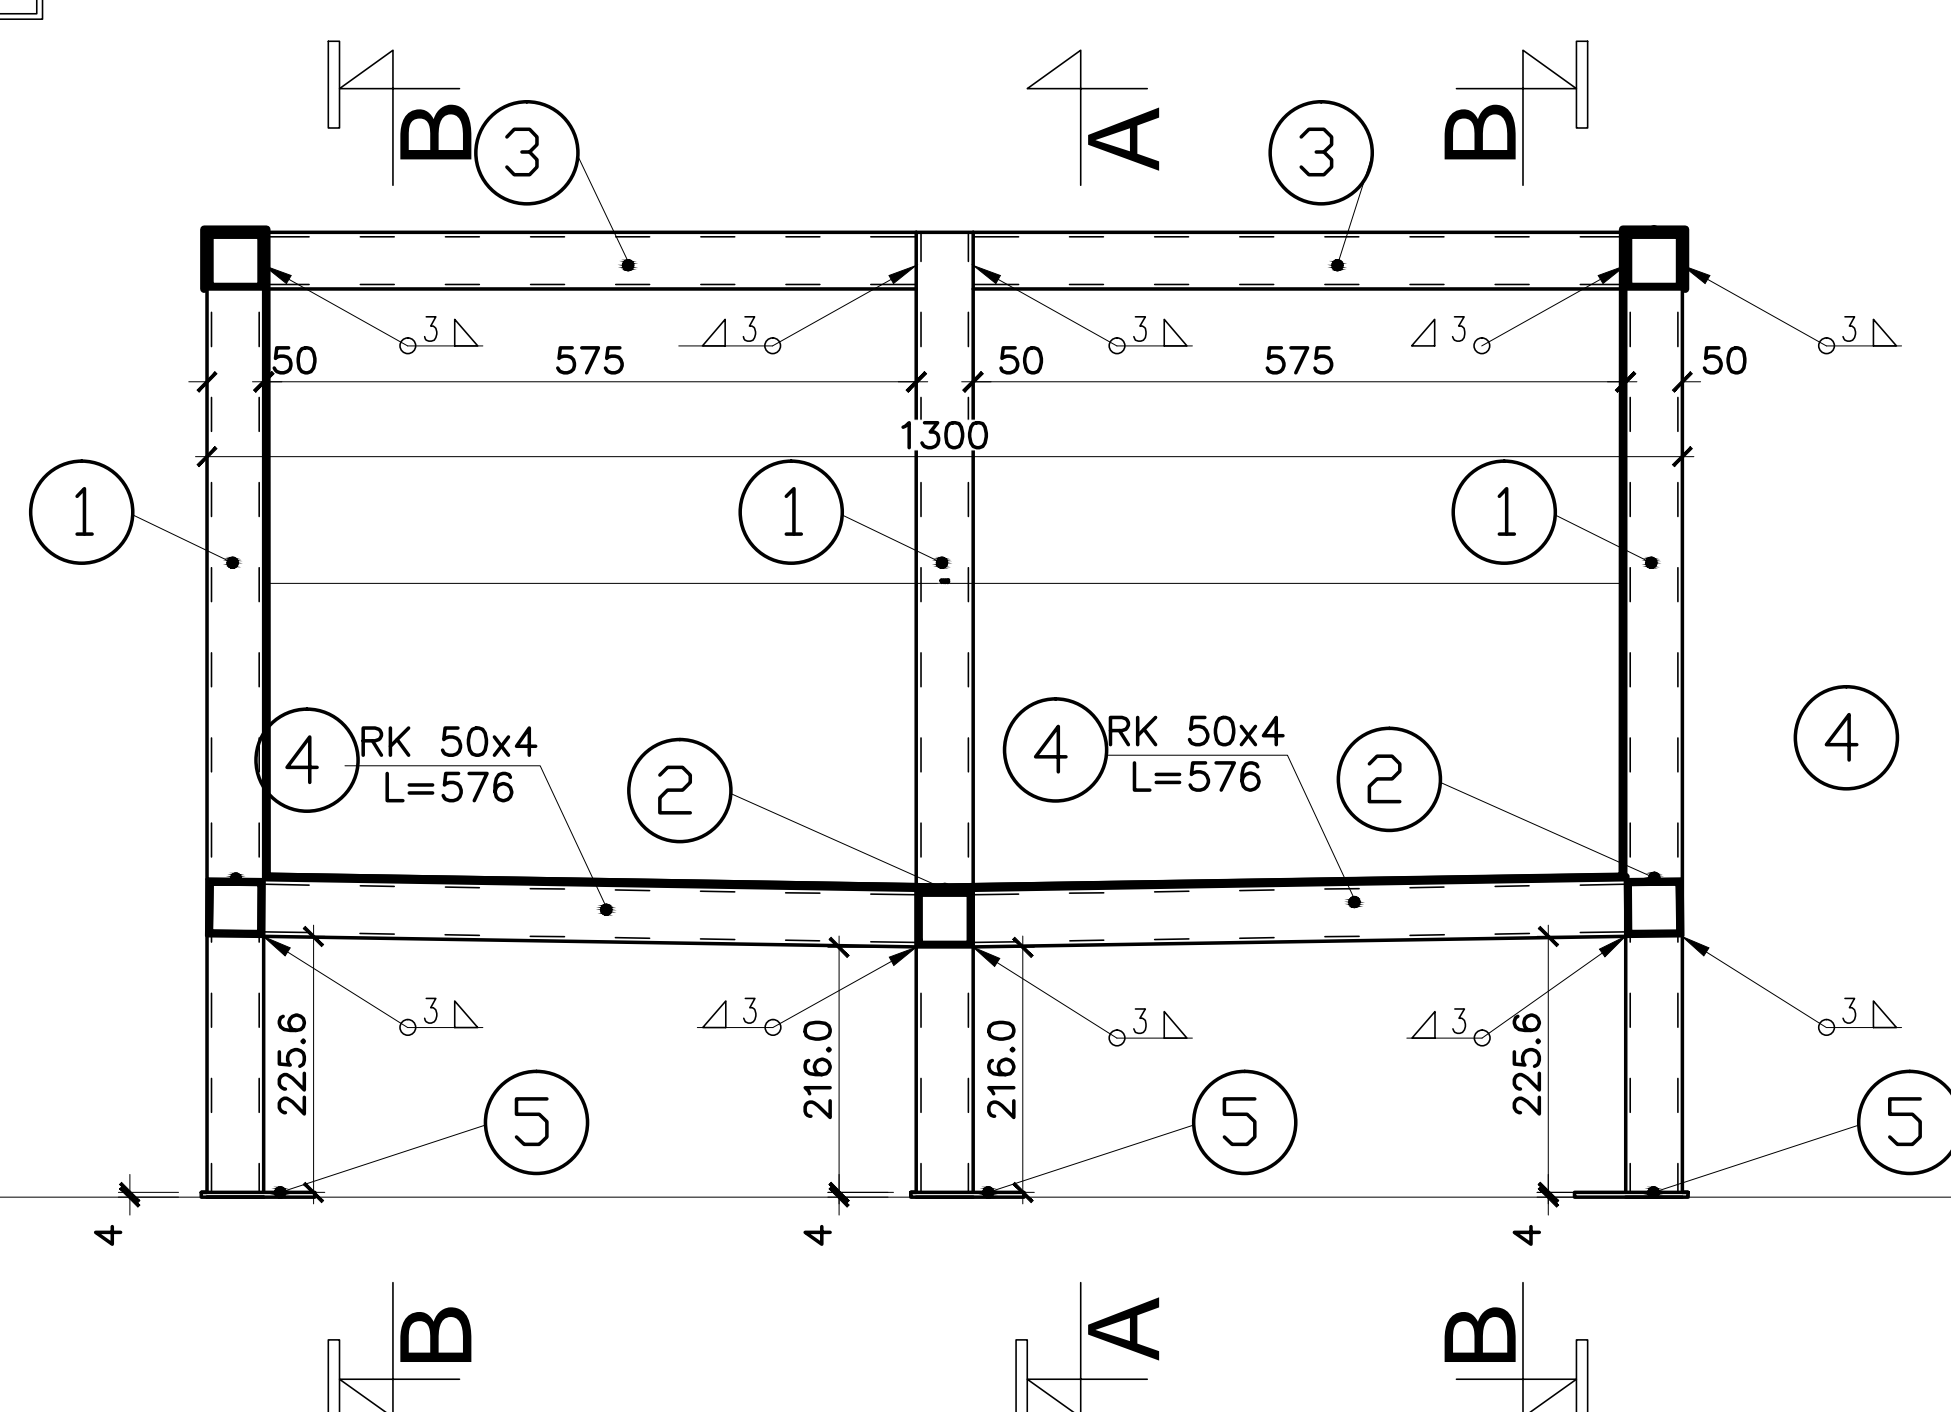 B A B
3 3
3 3 3 3 3
50 575 50 575 50
1300
1 1 1
4 RK 50x4
L=576
2
4 RK 50x4
L=576
2
4
3 3 3 3 3
225.6 216.0 216.0 225.6
5 5 5
4 4 4
B A B